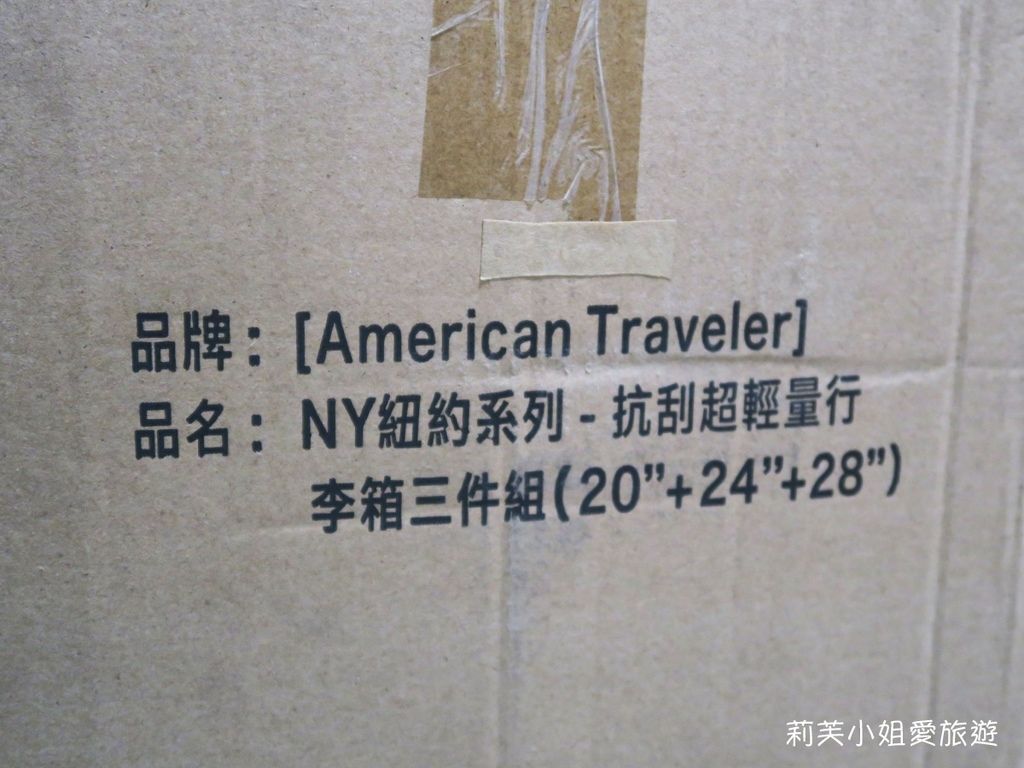 品牌：[American Traveler]
品名：NY紐約系列 - 抗刮超輕量行
李箱三件組(20”+24”+28”)
莉芙小姐愛旅遊